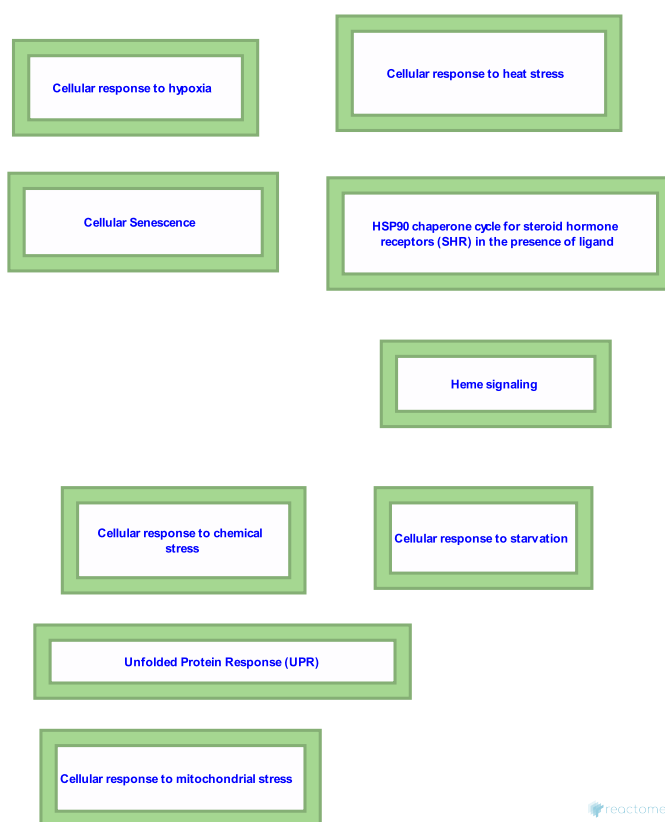 Cellular response to hypoxia
Cellular response to heat stress
Cellular Senescence
HSP90 chaperone cycle for steroid hormone
receptors (SHR) in the presence of ligand
Heme signaling
Cellular response to chemical
stress
Cellular response to starvation
Unfolded Protein Response (UPR)
Cellular response to mitochondrial stress
reactome